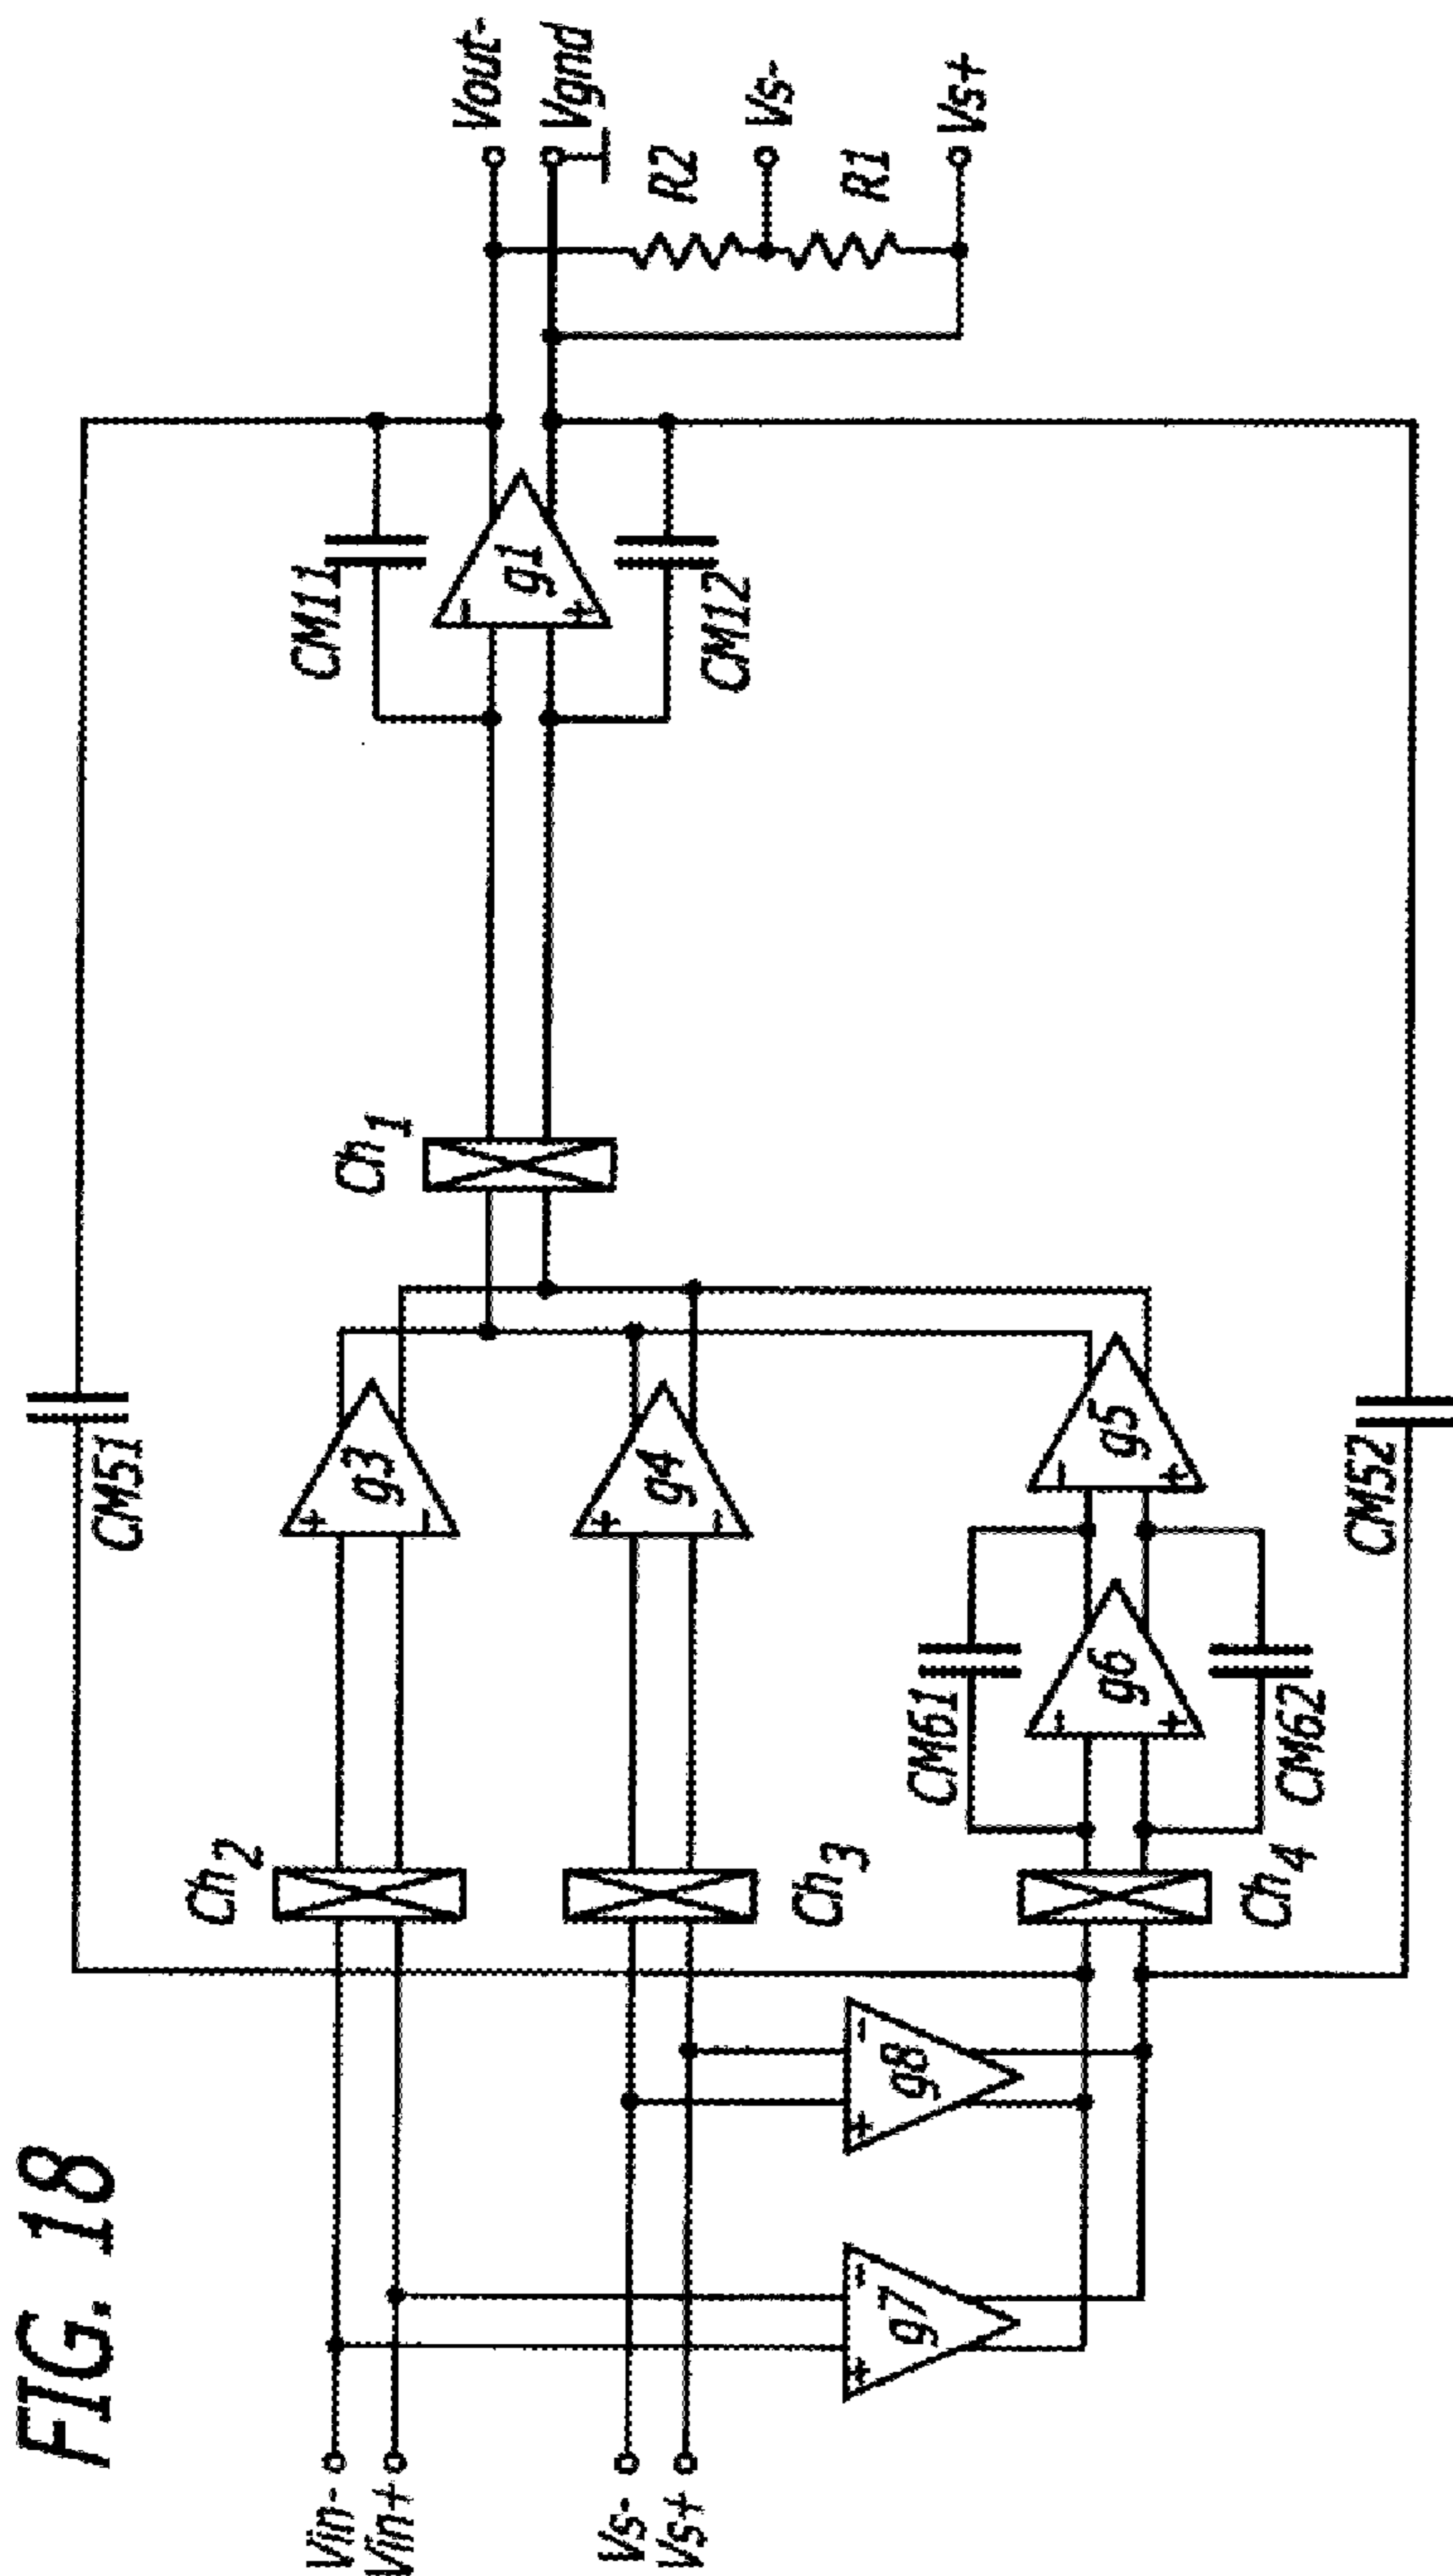 FIG. 18
Vin-
Vin+
Vs-
Vs+
Ch2
Ch3
Ch4
g7
g8
CM51
CM52
+ g3 -
+ g4 -
- g5 +
- g6 +
CM61
CM62
+ -
+ -
Ch1
CM11
CM12
- g1 +
Vout-
Vgnd
R2
Vs-
R1
Vs+